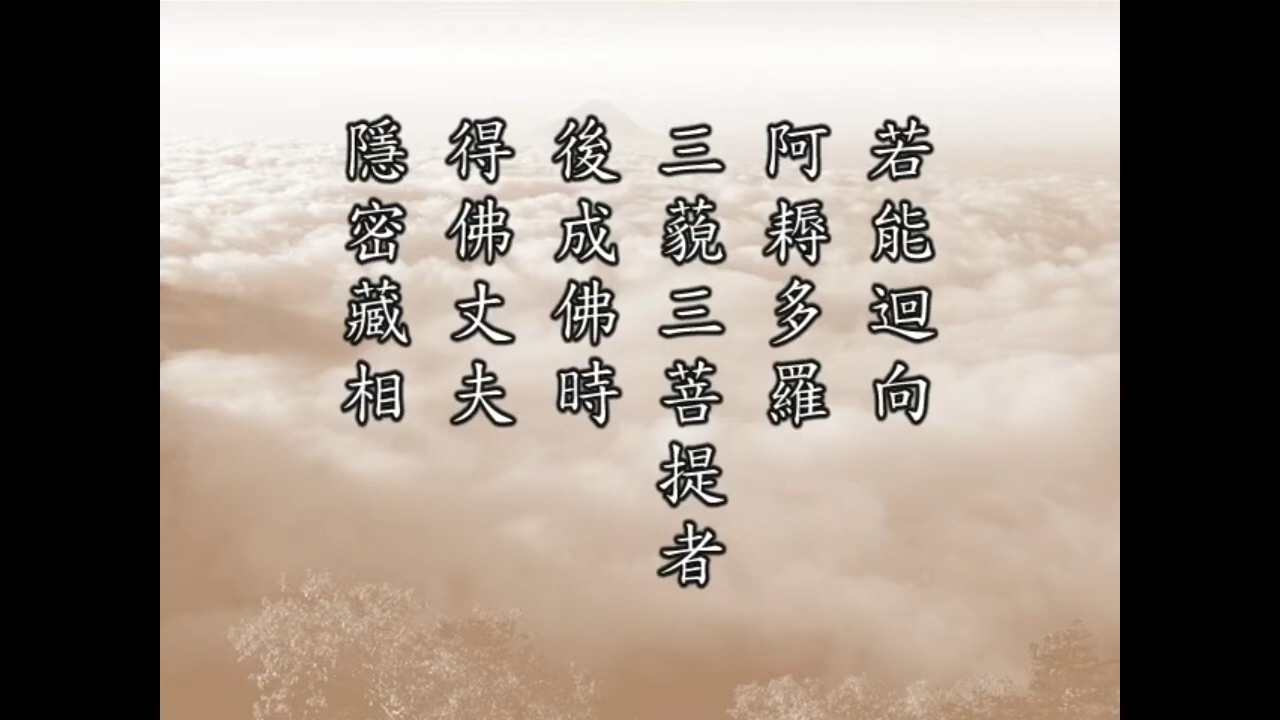 若能迴向
阿耨多羅
三藐三菩提者
後成佛時
得佛丈夫
隱密藏相